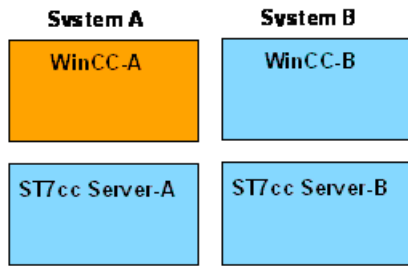 System A
System B
WinCC-A
WinCC-B
ST7cc Server-A
ST7cc Server-B